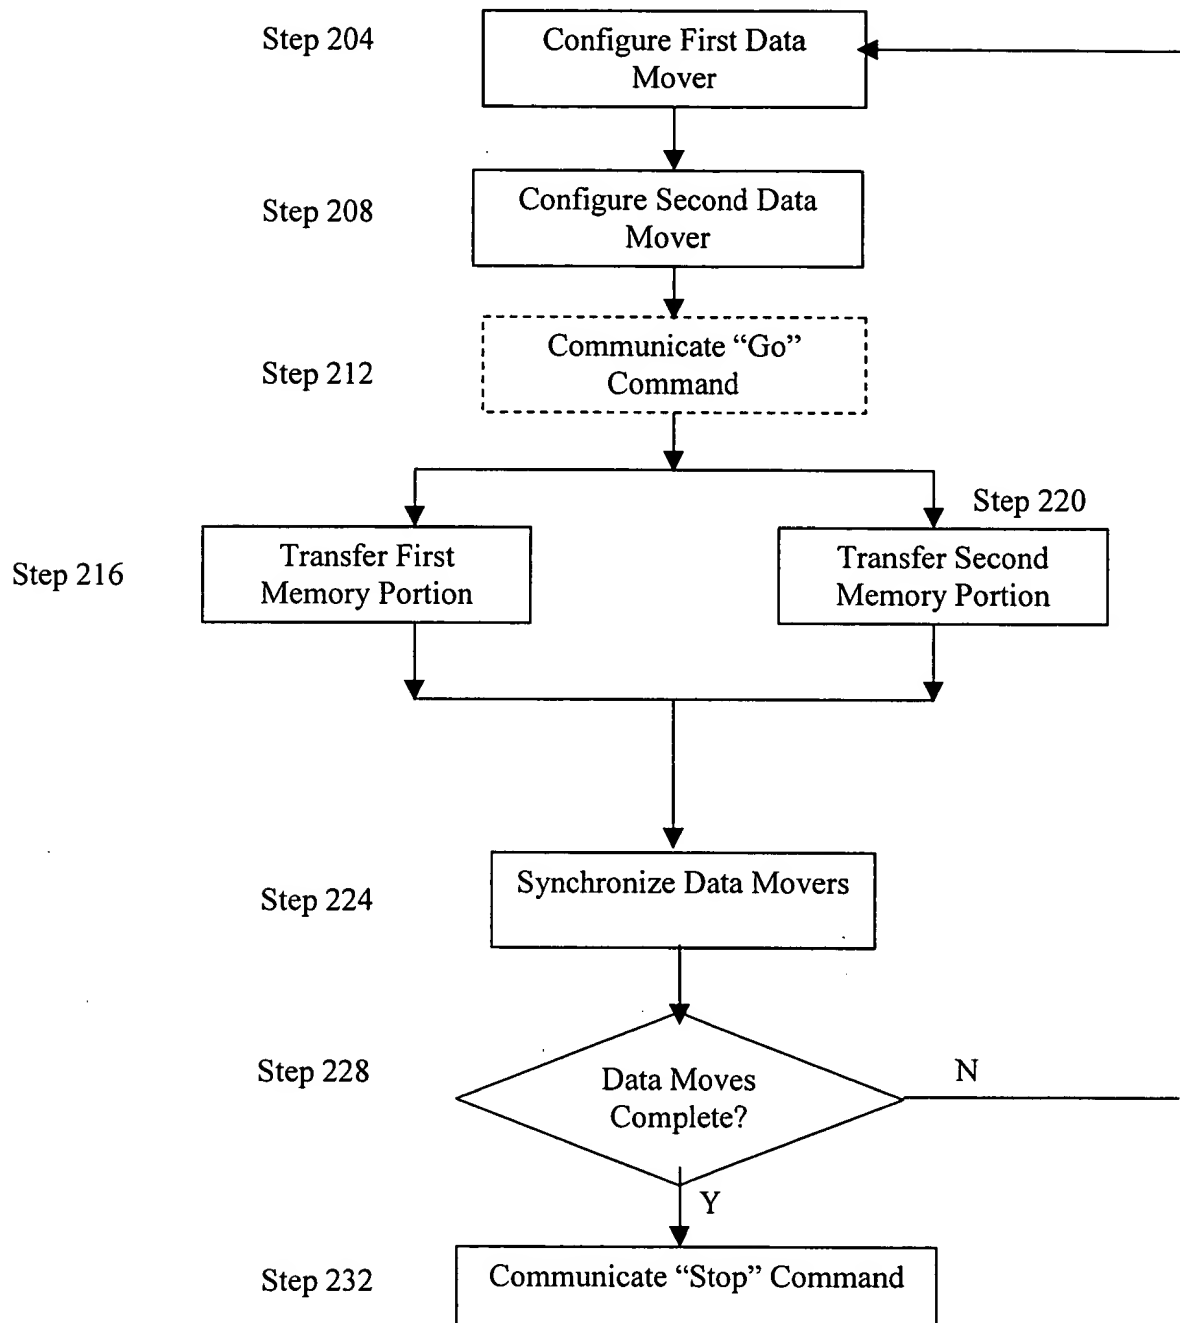 Step 204
Configure First Data
Mover
Step 208
Configure Second Data
Mover
Step 212
Communicate “Go”
Command
Step 220
Step 216
Transfer First
Memory Portion
Transfer Second
Memory Portion
Step 224
Synchronize Data Movers
Step 228
Data Moves
Complete?
N
Y
Step 232
Communicate “Stop” Command